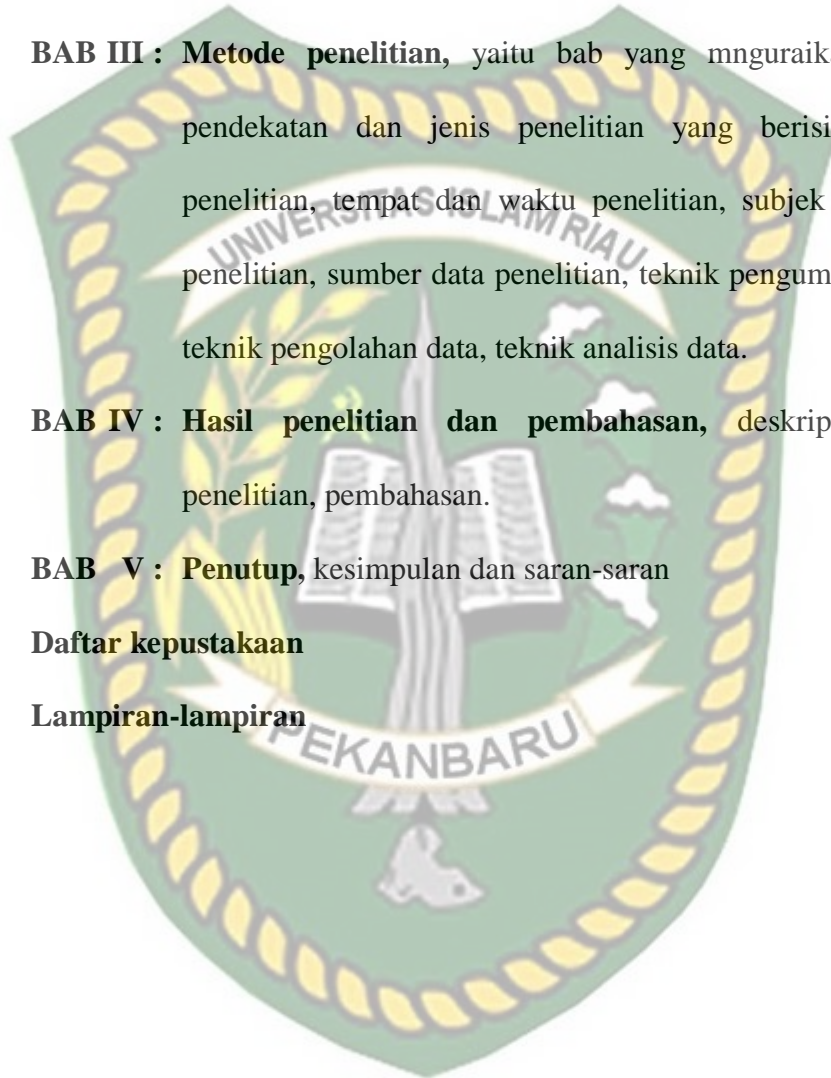 BAB III : Metode penelitian, yaitu bab yang mnguraik
pendekatan dan jenis penelitian yang berisi
penelitian, tempat dan waktu penelitian, subjek
UNIVERSITAS ISLAM RIAU
penelitian, sumber data penelitian, teknik pengum
teknik pengolahan data, teknik analisis data.
BAB IV : Hasil penelitian dan pembahasan, deskrip
penelitian, pembahasan.
BAB V : Penutup, kesimpulan dan saran-saran
Daftar kepustakaan
Lampiran-lampiran
PEKANBARU